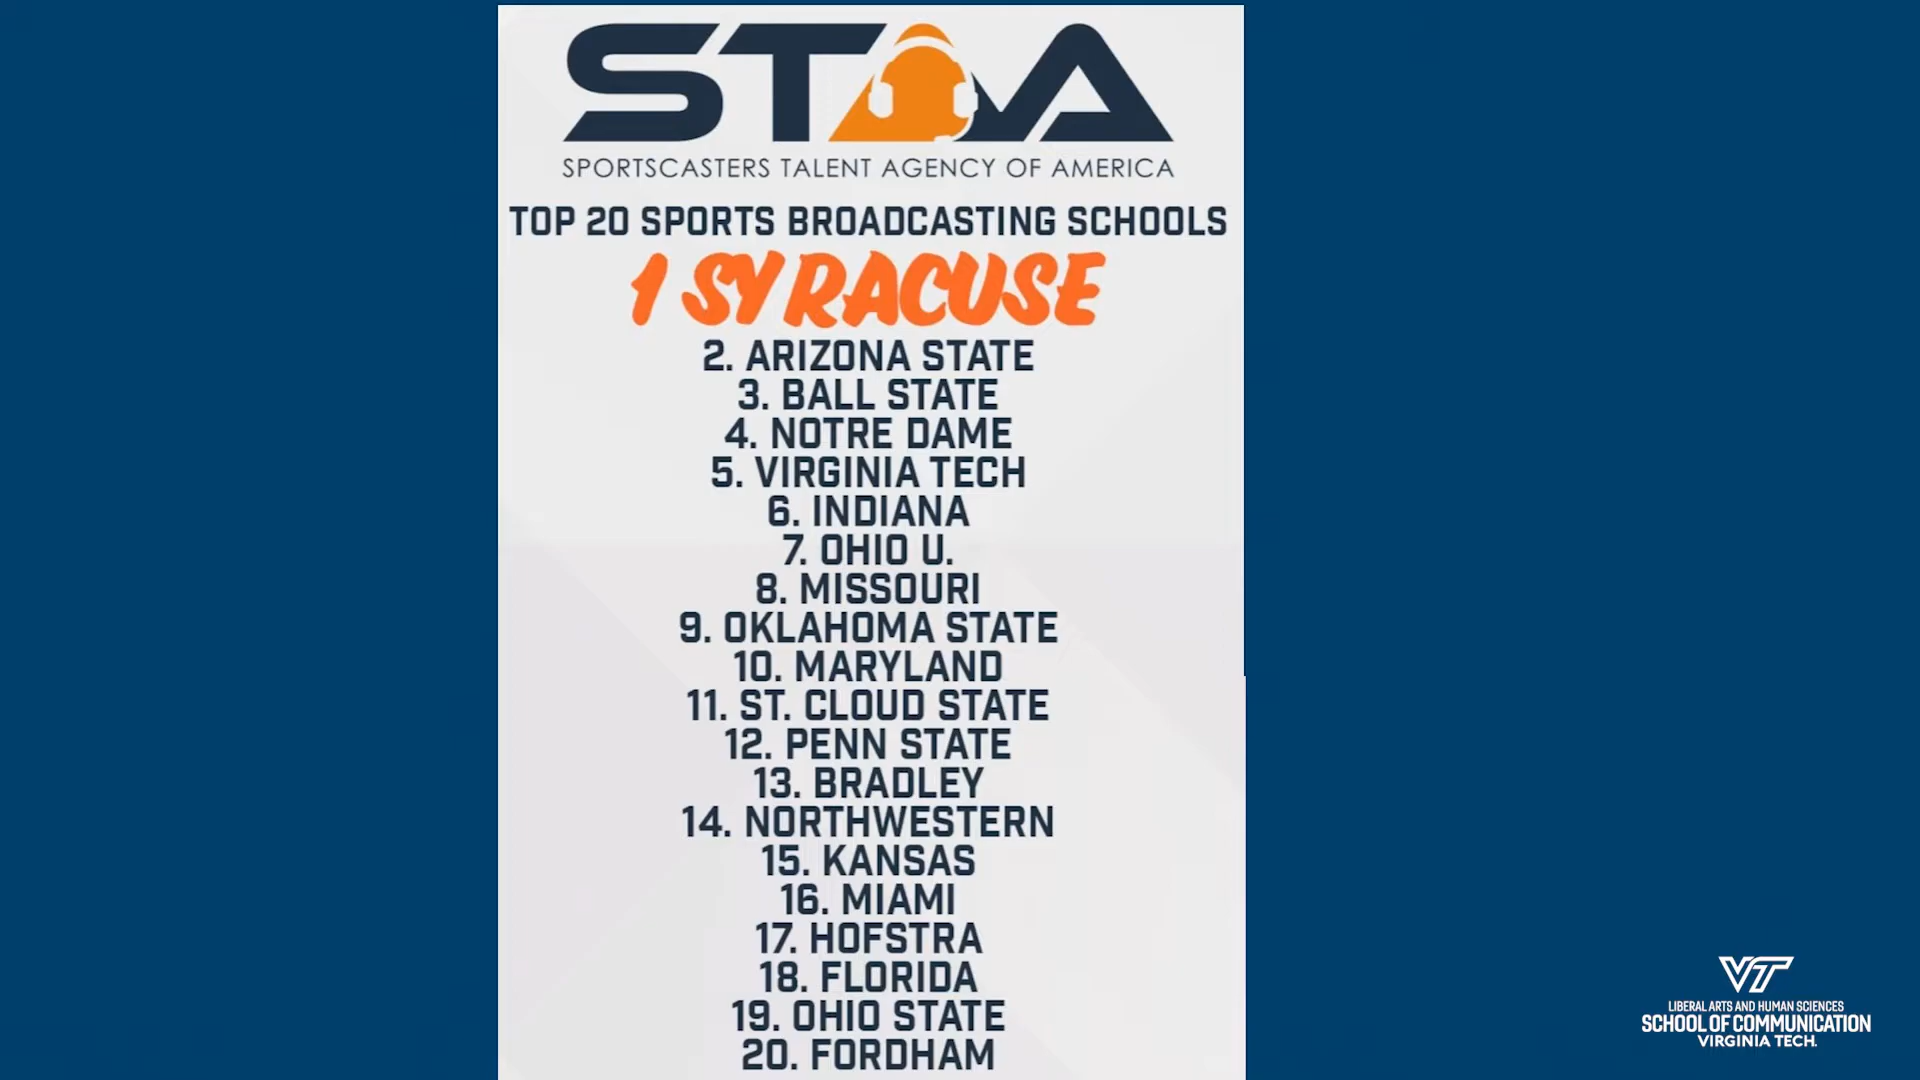 STAA
SPORTSCASTERS TALENT AGENCY OF AMERICA
TOP 20 SPORTS BROADCASTING SCHOOLS
1 SYRACUSE
2. ARIZONA STATE
3. BALL STATE
4. NOTRE DAME
5. VIRGINIA TECH
6. INDIANA
7. OHIO U.
8. MISSOURI
9. OKLAHOMA STATE
10. MARYLAND
11. ST. CLOUD STATE
12. PENN STATE
13. BRADLEY
14. NORTHWESTERN
15. KANSAS
16. MIAMI
17. HOFSTRA
18. FLORIDA
19. OHIO STATE
20. FORDHAM
VT
LIBERAL ARTS AND HUMAN SCIENCES
SCHOOL OF COMMUNICATION
VIRGINIA TECH.